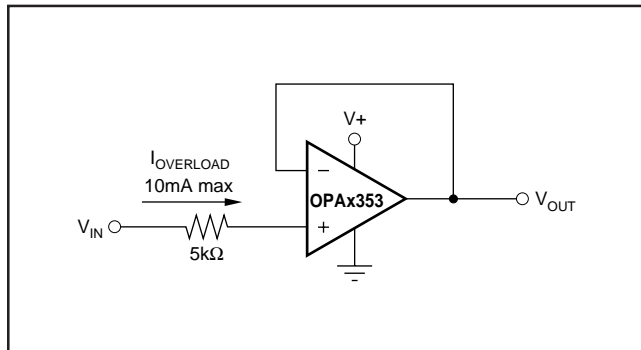 V+
I_OVERLOAD
10mA max
−
OPAx353
V_IN
5kΩ
+
V_OUT